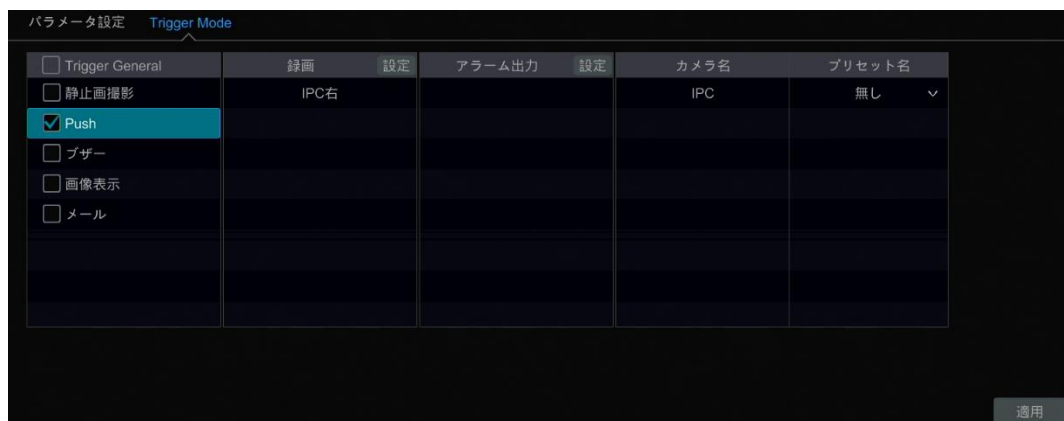 パラメータ設定 Trigger Mode
Trigger General 録画 設定 アラーム出力 設定 カメラ名 プリセット名
静止画撮影 IPC右 IPC 無し
Push
ブザー
画像表示
メール
適用